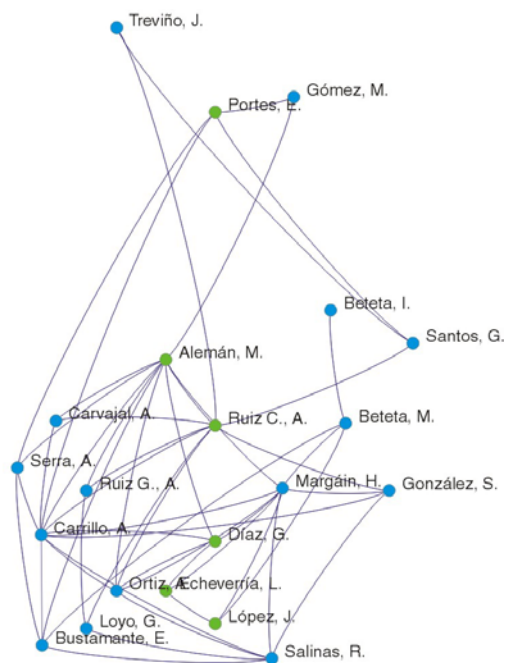 Treviño, J.
Gómez, M.
Portes, E.
Beteta, I.
Santos, G.
Alemán, M.
Carvajal, A.
Ruiz C., A.
Beteta, M.
Serra, A.
Ruiz G., A.
Margáin, H.
González, S.
Carrillo, A.
Díaz, G.
Ortiz, A.
Echeverría, L.
Loyo, G.
López, J.
Bustamante, E.
Salinas, R.